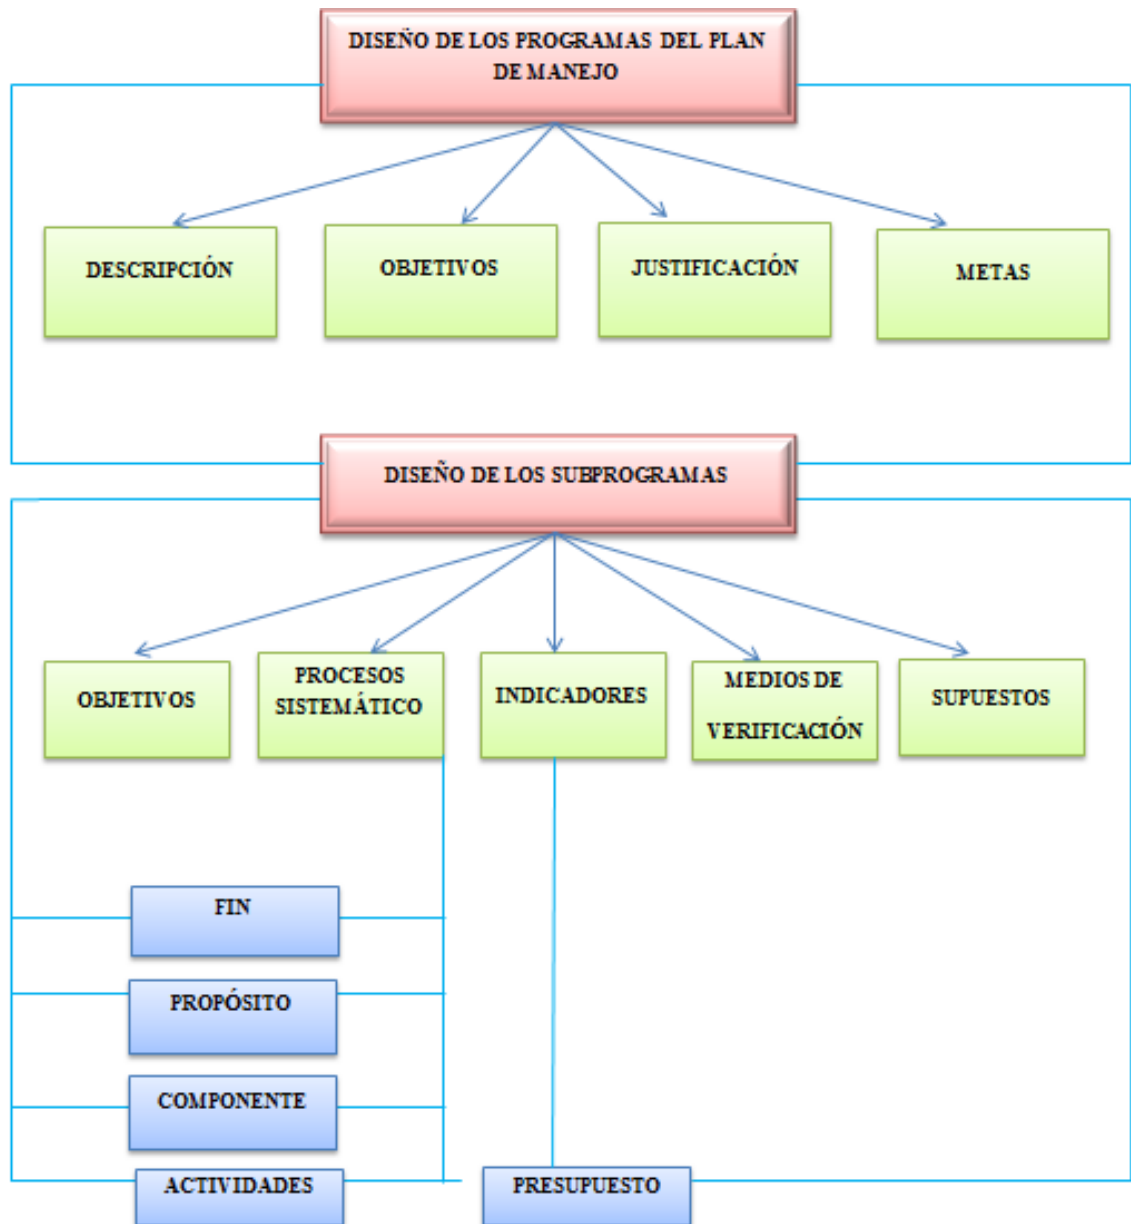 DISEÑO DE LOS PROGRAMAS DEL PLAN
DE MANEJO
DESCRIPCIÓN
OBJETIVOS
JUSTIFICACIÓN
METAS
DISEÑO DE LOS SUBPROGRAMAS
OBJETIVOS
PROCESOS
SISTEMÁTICO
INDICADORES
MEDIOS DE
VERIFICACIÓN
SUPUESTOS
FIN
PROPÓSITO
COMPONENTE
ACTIVIDADES
PRESUPUESTO